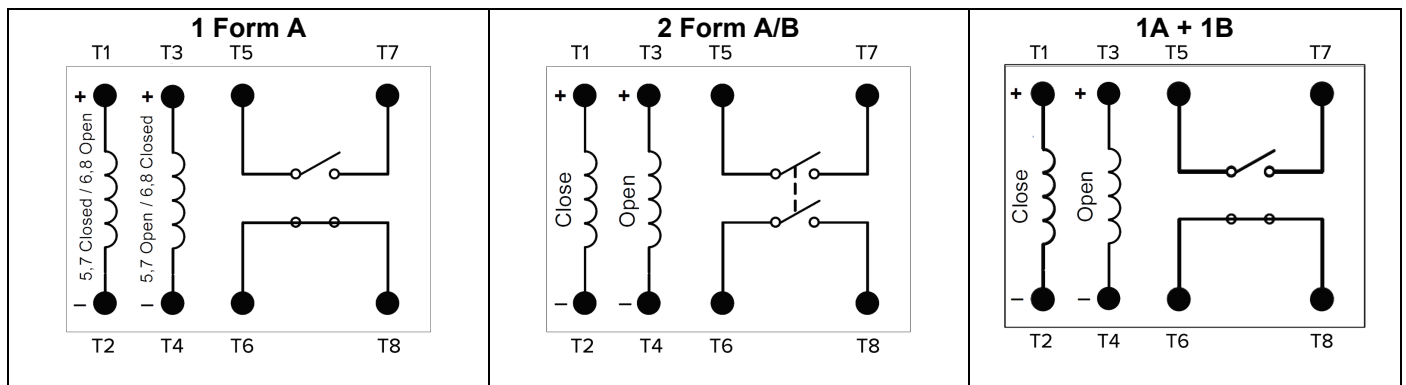 1 Form A
T1 T3 T5 T7
+ +
5,7 Closed / 6,8 Open
5,7 Open / 6,8 Closed
– –
T2 T4 T6 T8
2 Form A/B
T1 T3 T5 T7
+ +
Close
Open
– –
T2 T4 T6 T8
1A + 1B
T1 T3 T5 T7
+ +
Close
Open
– –
T2 T4 T6 T8